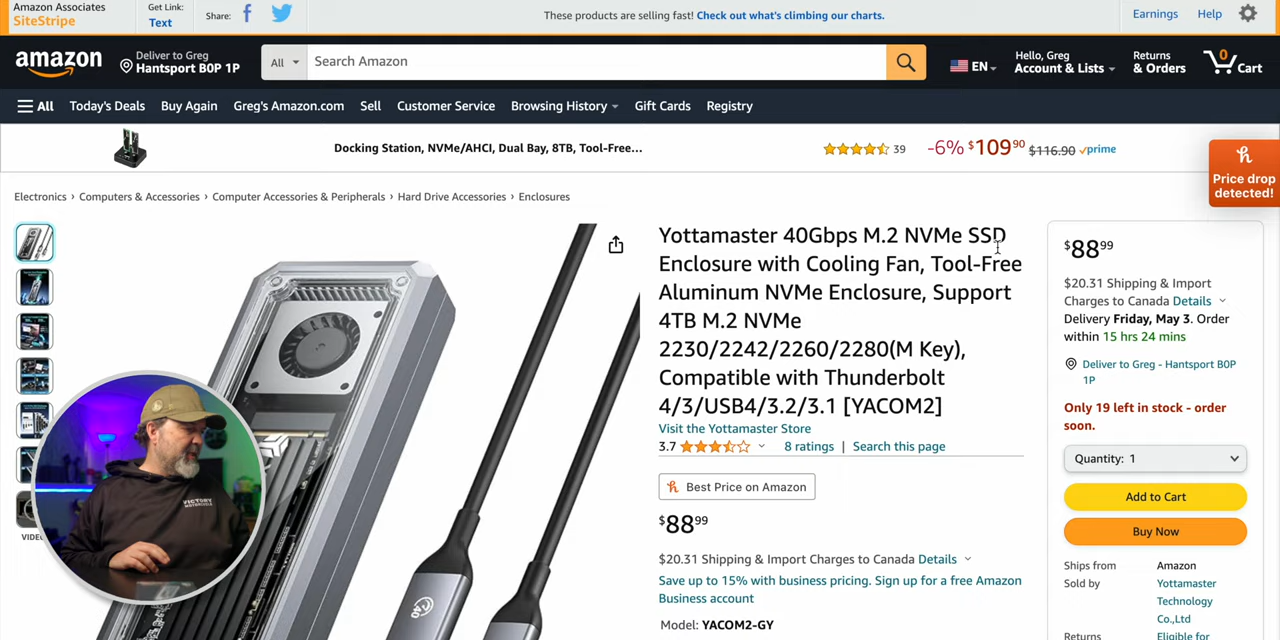 Amazon Associates
SiteStripe
Get Link:
Text
Share:
These products are selling fast! Check out what's climbing our charts.
Earnings
Help
amazon
Deliver to Greg
Hantsport B0P 1P
All
Search Amazon
EN
Hello, Greg
Account & Lists
Returns
& Orders
0
Cart
All
Today's Deals
Buy Again
Greg's Amazon.com
Sell
Customer Service
Browsing History
Gift Cards
Registry
Docking Station, NVMe/AHCI, Dual Bay, 8TB, Tool-Free...
39
-6% $10990 $116.90 prime
Price drop
detected!
Electronics › Computers & Accessories › Computer Accessories & Peripherals › Hard Drive Accessories › Enclosures
Yottamaster 40Gbps M.2 NVMe SSD
Enclosure with Cooling Fan, Tool-Free
Aluminum NVMe Enclosure, Support
4TB M.2 NVMe
2230/2242/2260/2280(M Key),
Compatible with Thunderbolt
4/3/USB4/3.2/3.1 [YACOM2]
Visit the Yottamaster Store
3.7
8 ratings | Search this page
Best Price on Amazon
$8899
$20.31 Shipping & Import Charges to Canada Details
Save up to 15% with business pricing. Sign up for a free Amazon
Business account
Model: YACOM2-GY
$8899
$20.31 Shipping & Import
Charges to Canada Details
Delivery Friday, May 3. Order
within 15 hrs 24 mins
Deliver to Greg - Hantsport B0P
1P
Only 19 left in stock - order
soon.
Quantity: 1
Add to Cart
Buy Now
Ships from
Amazon
Sold by
Yottamaster
Technology
Co.,Ltd
Returns
Eligible for
VIDEO
VICTORY
MOTORCYCLES
40